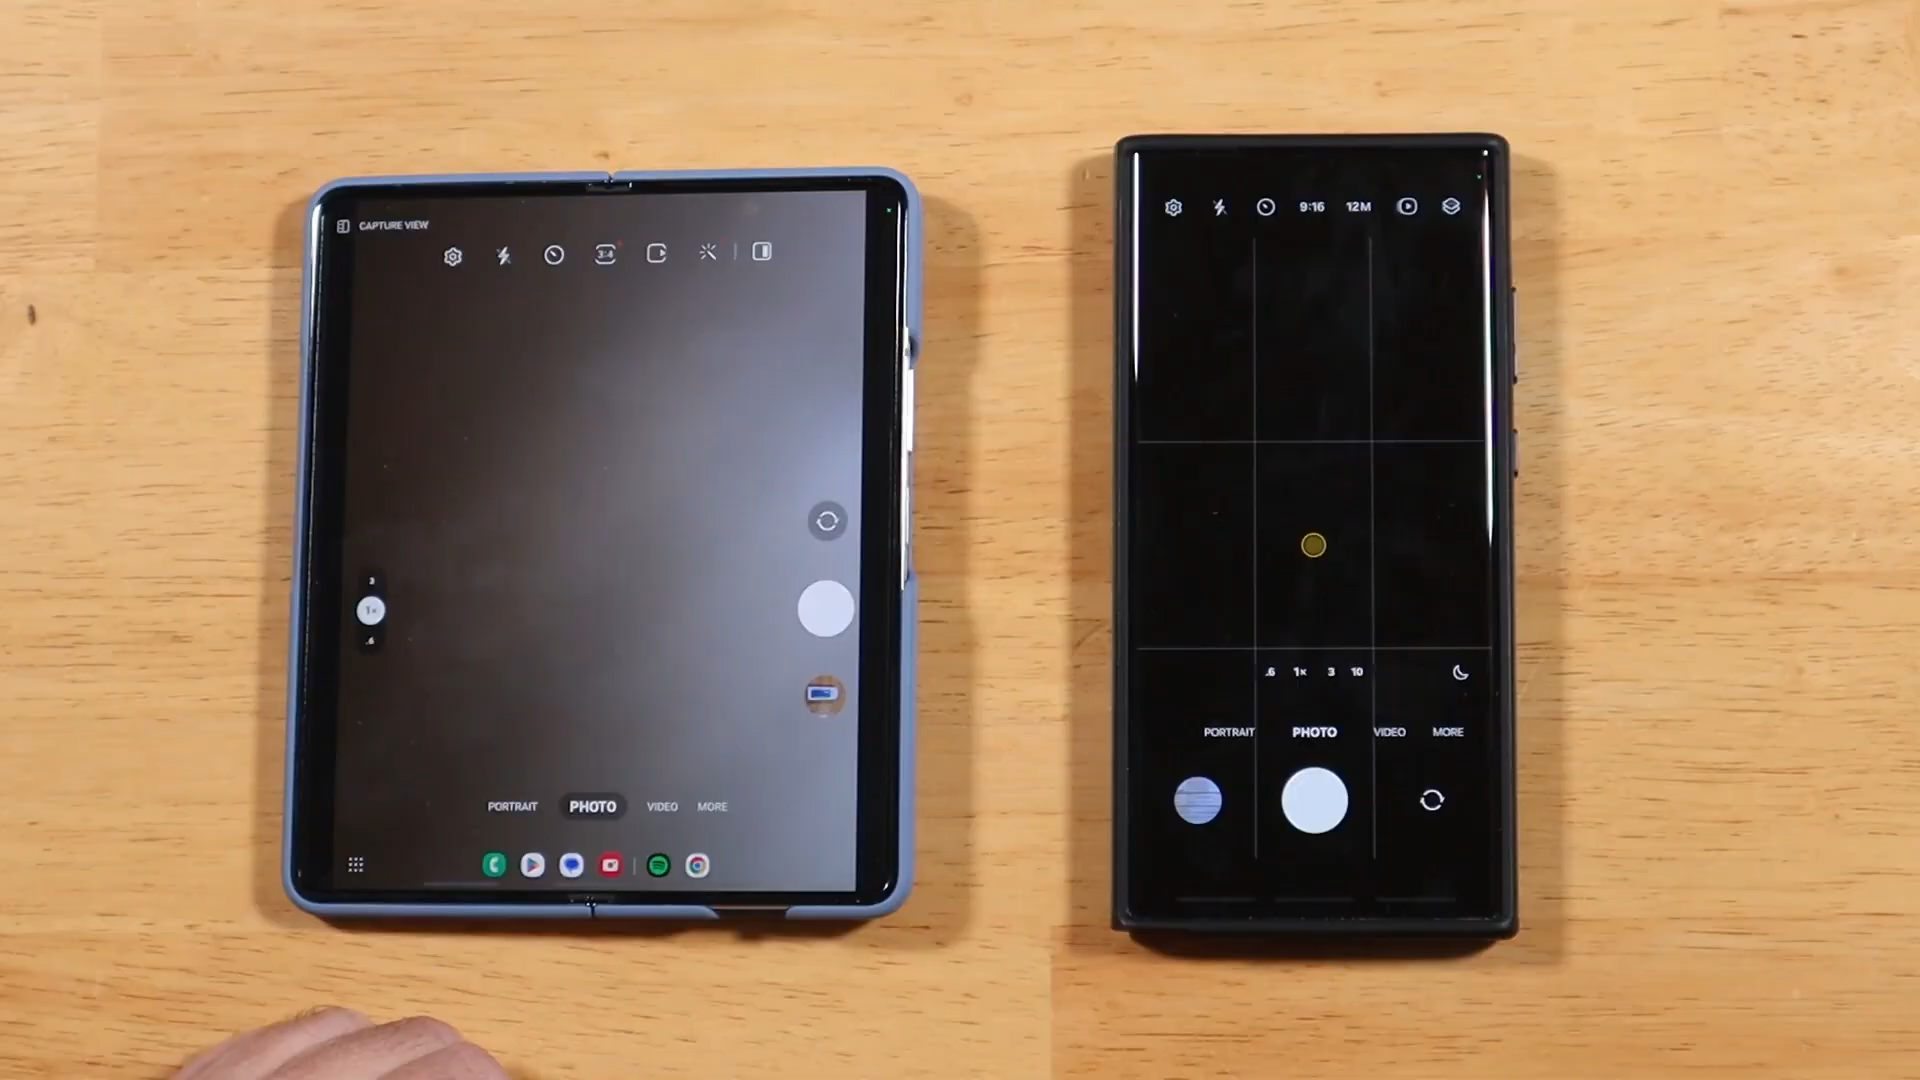 CAPTURE VIEW
3:4
3
1×
.6
PORTRAIT PHOTO VIDEO MORE
9:16 12M
.6 1× 3 10
PORTRAIT PHOTO VIDEO MORE